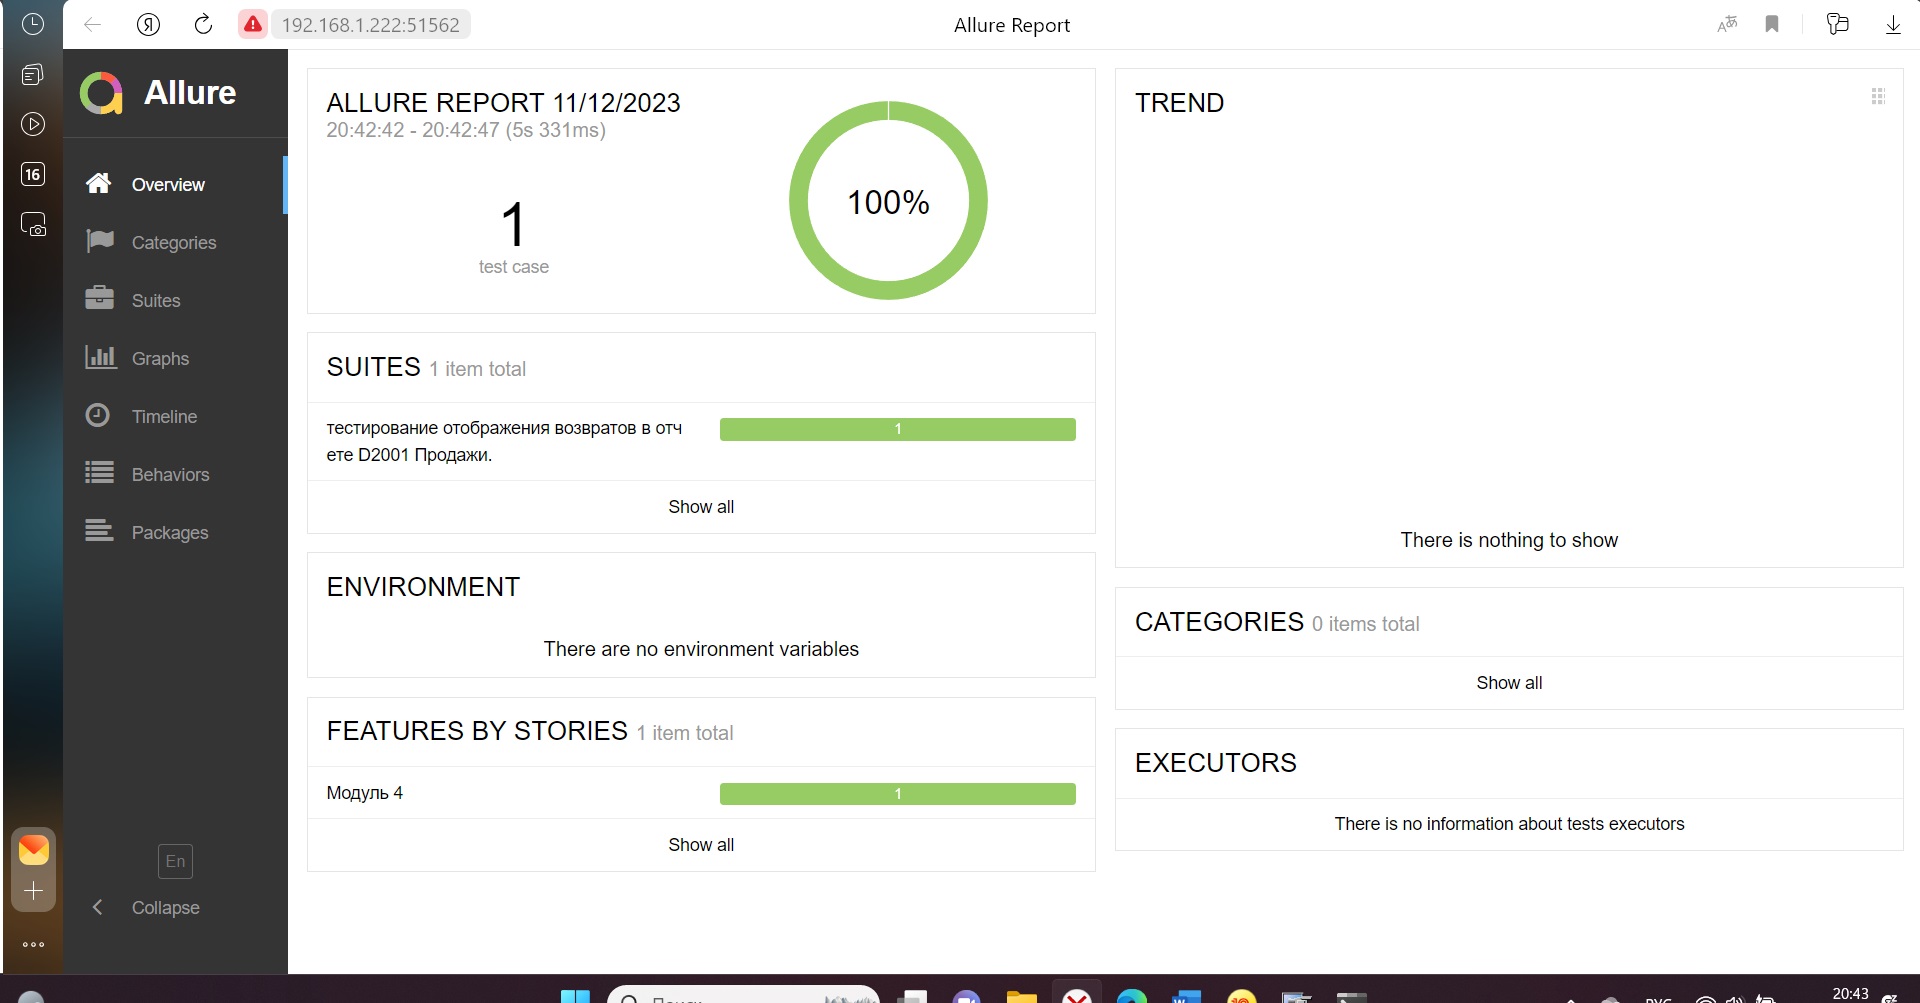 192.168.1.222:51562
Allure Report
Allure
16
Overview
Categories
Suites
Graphs
Timeline
Behaviors
Packages
En
Collapse
ALLURE REPORT 11/12/2023
20:42:42 - 20:42:47 (5s 331ms)
1
test case
100%
SUITES 1 item total
тестирование отображения возвратов в отч
ете D2001 Продажи.
1
Show all
ENVIRONMENT
There are no environment variables
FEATURES BY STORIES 1 item total
Модуль 4
1
Show all
TREND
There is nothing to show
CATEGORIES 0 items total
Show all
EXECUTORS
There is no information about tests executors
20:43